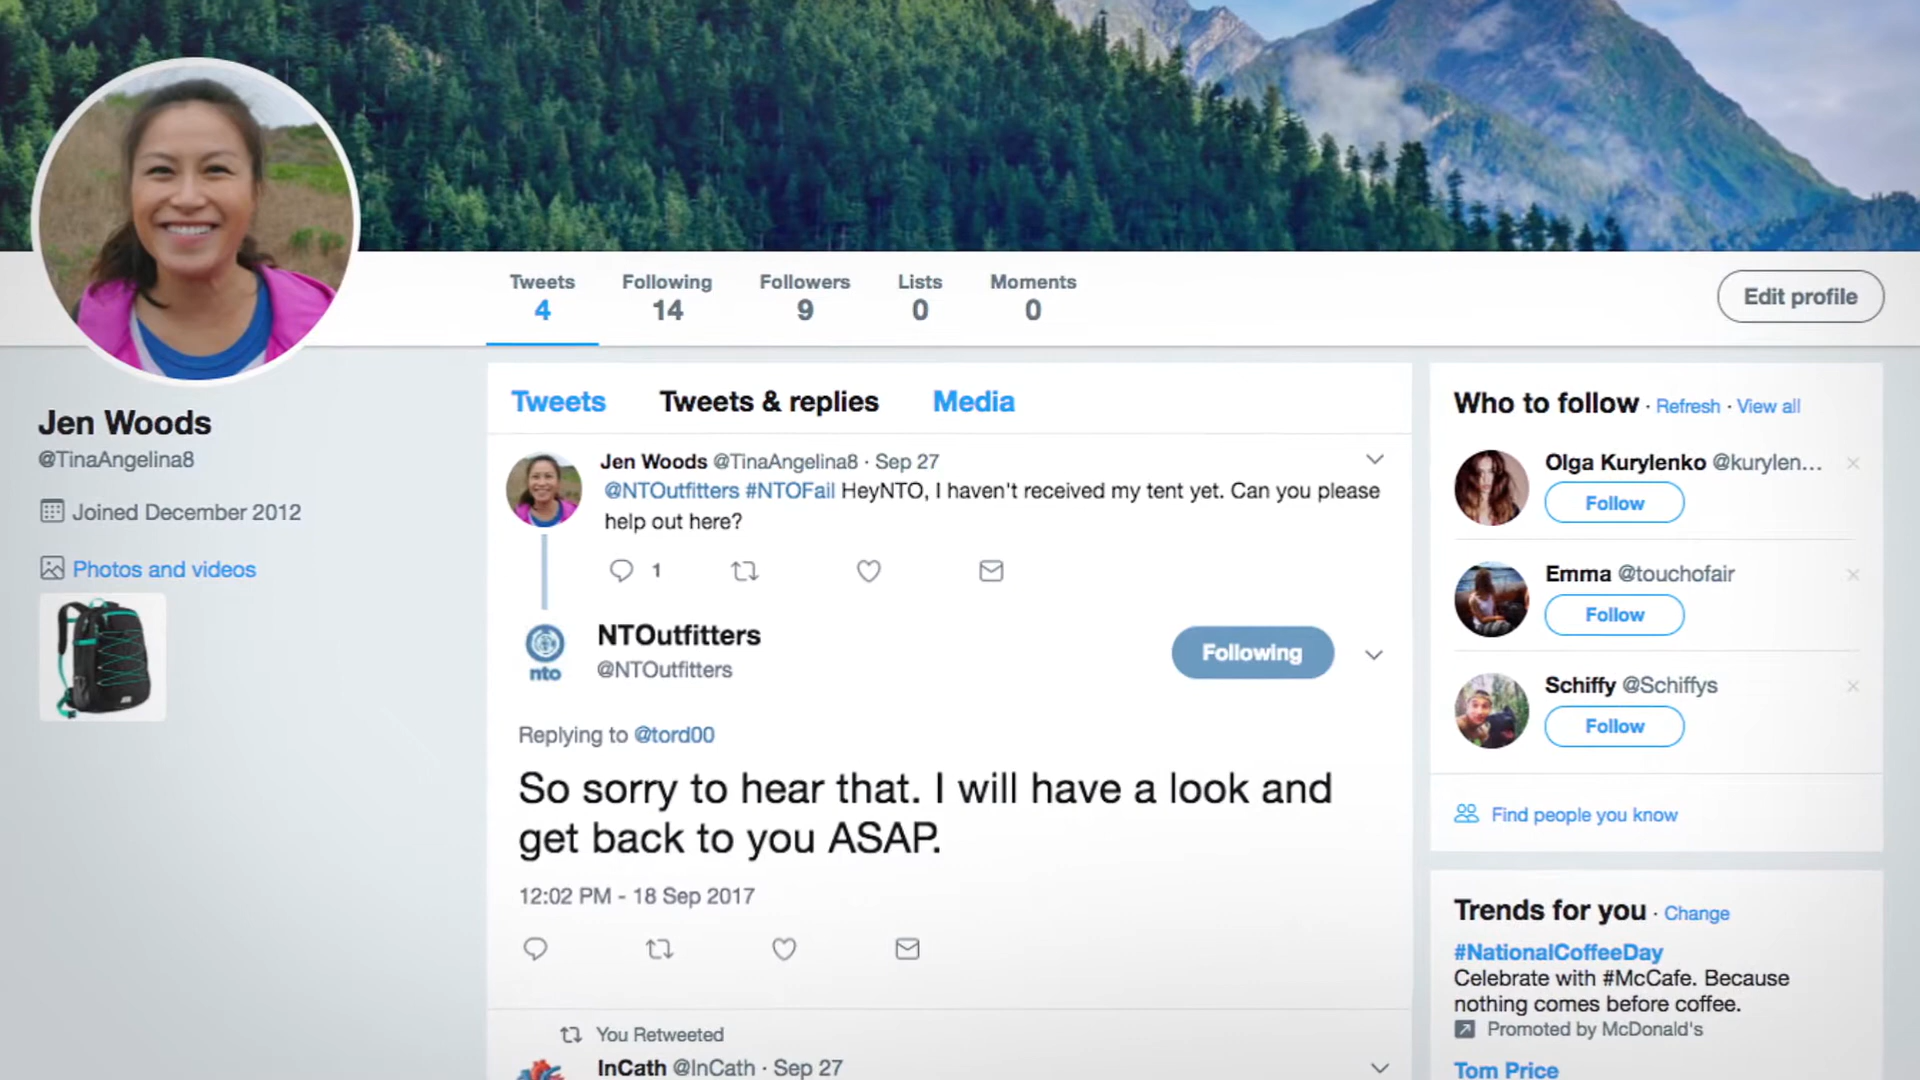 Tweets Following Followers Lists Moments
4 14 9 0 0
Edit profile
Jen Woods
@TinaAngelina8
Joined December 2012
Photos and videos
Tweets Tweets & replies Media
Jen Woods @TinaAngelina8 · Sep 27
@NTOutfitters #NTOFail HeyNTO, I haven't received my tent yet. Can you please
help out here?
1
nto
NTOutfitters
@NTOutfitters
Following
Replying to @tord00
So sorry to hear that. I will have a look and
get back to you ASAP.
12:02 PM - 18 Sep 2017
You Retweeted
InCath @InCath · Sep 27
Who to follow · Refresh · View all
Olga Kurylenko @kurylen...
Follow
Emma @touchofair
Follow
Schiffy @Schiffys
Follow
Find people you know
Trends for you · Change
#NationalCoffeeDay
Celebrate with #McCafe. Because
nothing comes before coffee.
Promoted by McDonald's
Tom Price